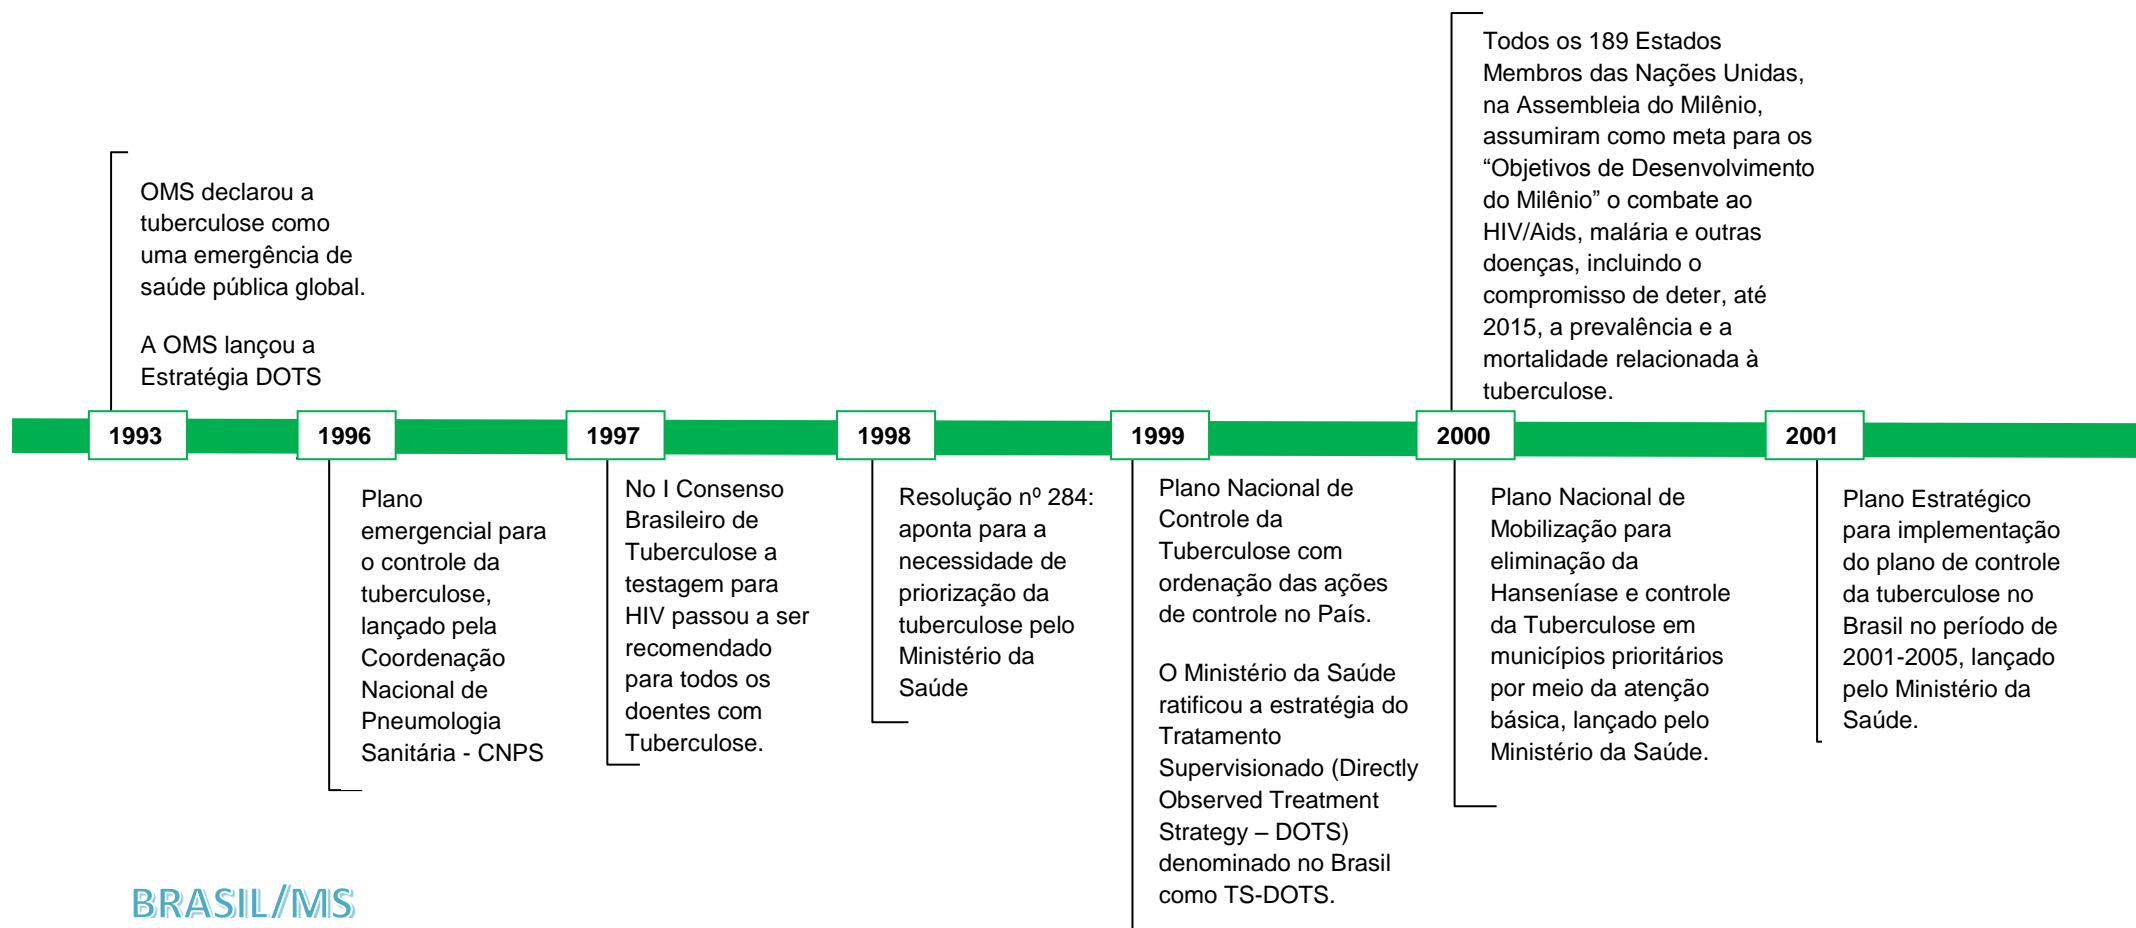 OMS declarou a
tuberculose como
uma emergência de
saúde pública global.
A OMS lançou a
Estratégia DOTS
Todos os 189 Estados
Membros das Nações Unidas,
na Assembleia do Milênio,
assumiram como meta para os
“Objetivos de Desenvolvimento
do Milênio” o combate ao
HIV/Aids, malária e outras
doenças, incluindo o
compromisso de deter, até
2015, a prevalência e a
mortalidade relacionada à
tuberculose.
1993
1996
1997
1998
1999
2000
2001
Plano
emergencial para
o controle da
tuberculose,
lançado pela
Coordenação
Nacional de
Pneumologia
Sanitária - CNPS
No I Consenso
Brasileiro de
Tuberculose a
testagem para
HIV passou a ser
recomendado
para todos os
doentes com
Tuberculose.
Resolução nº 284:
aponta para a
necessidade de
priorização da
tuberculose pelo
Ministério da
Saúde
Plano Nacional de
Controle da
Tuberculose com
ordenação das ações
de controle no País.
O Ministério da Saúde
ratificou a estratégia do
Tratamento
Supervisionado (Directly
Observed Treatment
Strategy – DOTS)
denominado no Brasil
como TS-DOTS.
Plano Nacional de
Mobilização para
eliminação da
Hanseníase e controle
da Tuberculose em
municípios prioritários
por meio da atenção
básica, lançado pelo
Ministério da Saúde.
Plano Estratégico
para implementação
do plano de controle
da tuberculose no
Brasil no período de
2001-2005, lançado
pelo Ministério da
Saúde.
BRASIL/MS